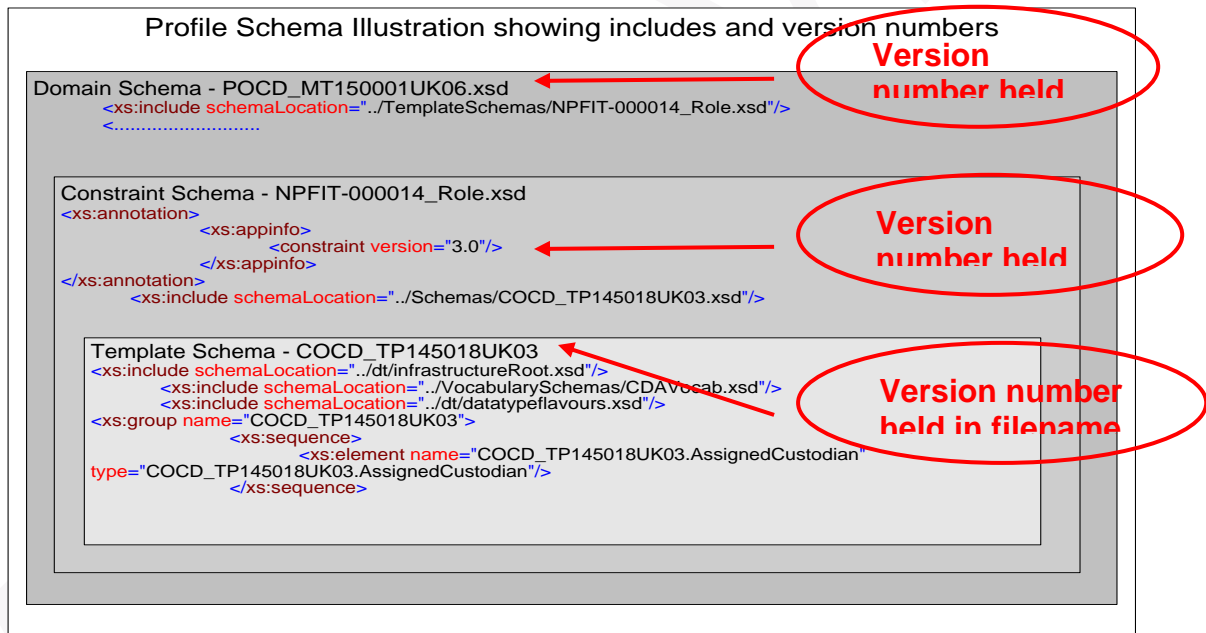 Profile Schema Illustration showing includes and version numbers
Version
number held
Domain Schema - POCD_MT150001UK06.xsd
<xs:include schemaLocation="../TemplateSchemas/NPFIT-000014_Role.xsd"/>
<..........................
Constraint Schema - NPFIT-000014_Role.xsd
<xs:annotation>
<xs:appinfo>
<constraint version="3.0"/>
</xs:appinfo>
</xs:annotation>
<xs:include schemaLocation="../Schemas/COCD_TP145018UK03.xsd"/>
Version
number held
Template Schema - COCD_TP145018UK03
<xs:include schemaLocation="../dt/infrastructureRoot.xsd"/>
<xs:include schemaLocation="../VocabularySchemas/CDAVocab.xsd"/>
<xs:include schemaLocation="../dt/datatypeflavours.xsd"/>
<xs:group name="COCD_TP145018UK03">
<xs:sequence>
<xs:element name="COCD_TP145018UK03.AssignedCustodian"
type="COCD_TP145018UK03.AssignedCustodian"/>
</xs:sequence>
Version number
held in filename